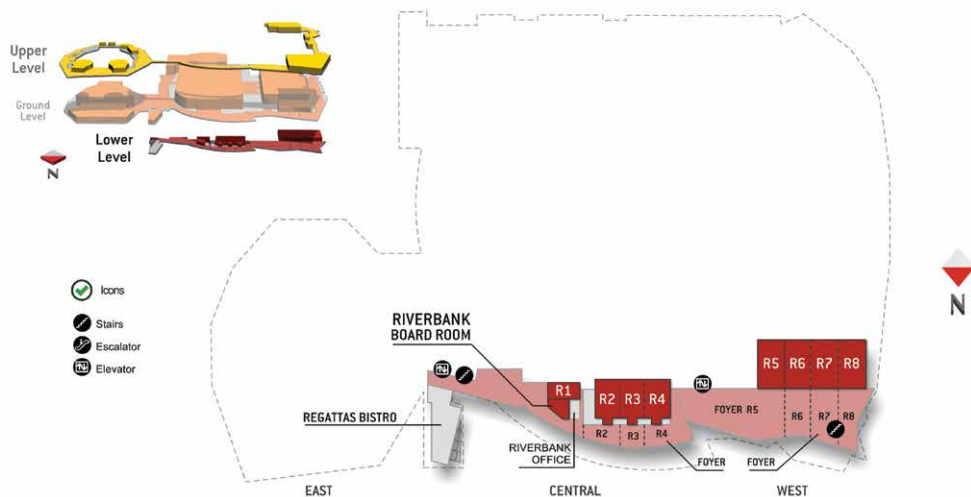 Upper
Level
Ground
Level
Lower
Level
N
Icons
Stairs
Escalator
Elevator
N
RIVERBANK
BOARD ROOM
REGATTAS BISTRO
R1
R2 R3 R4
R5 R6 R7 R8
FOYER R5
R6 R7 R8
R2 R3 R4
RIVERBANK
OFFICE
FOYER
FOYER
EAST CENTRAL WEST